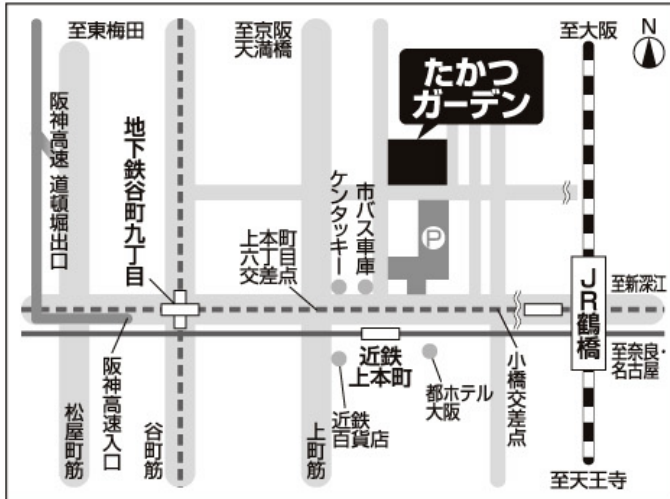 至東梅田
至京阪
天満橋
至大阪
N
たかつ
ガーデン
阪神高速 道頓堀出口
地下鉄谷町九丁目
上本町
六丁目
交差点
ケンタッキー
市バス車庫
P
JR鶴橋
至新深江
至奈良・
名古屋
近鉄
上本町
阪神高速入口
松屋町筋
谷町筋
上町筋
近鉄
百貨店
都ホテル
大阪
小橋交差点
至天王寺